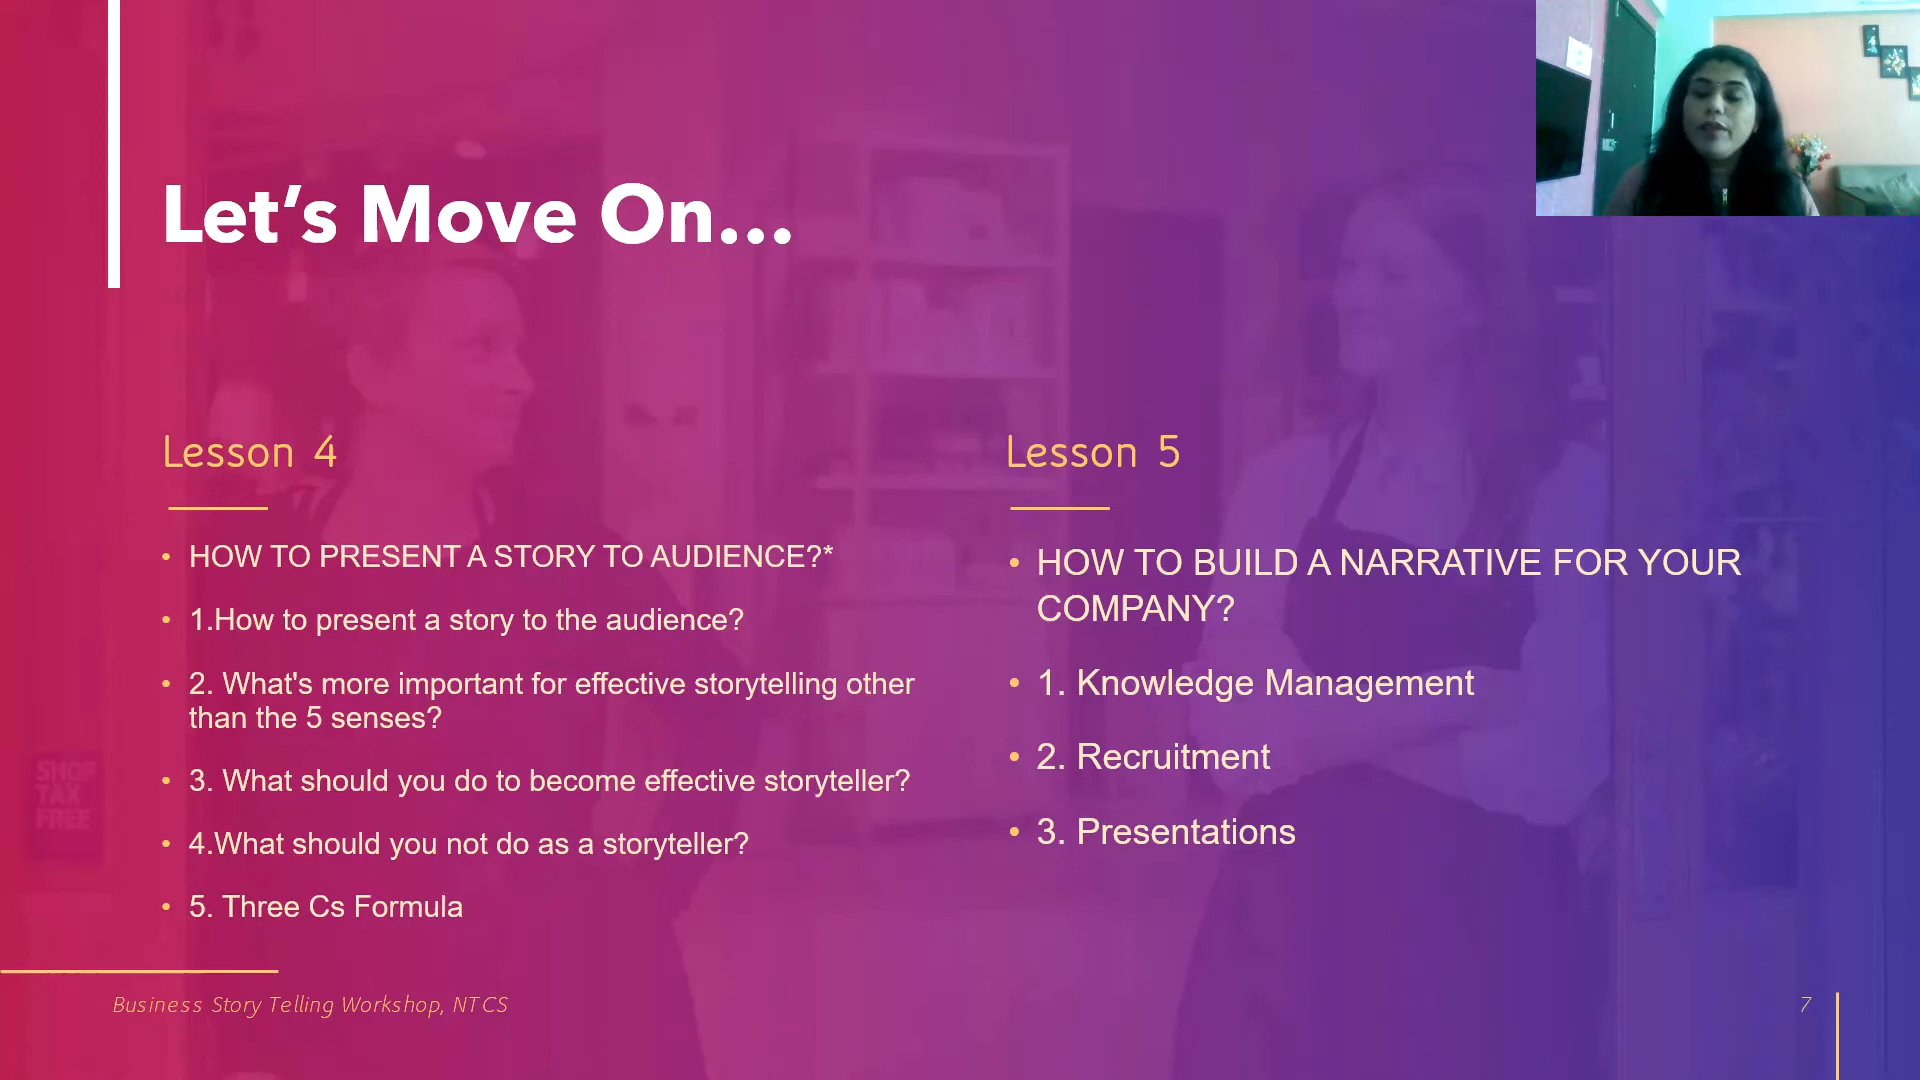 Let’s Move On...
Lesson 4
• HOW TO PRESENT A STORY TO AUDIENCE?*
• 1.How to present a story to the audience?
• 2. What's more important for effective storytelling other
than the 5 senses?
• 3. What should you do to become effective storyteller?
• 4.What should you not do as a storyteller?
• 5. Three Cs Formula
Lesson 5
• HOW TO BUILD A NARRATIVE FOR YOUR
COMPANY?
• 1. Knowledge Management
• 2. Recruitment
• 3. Presentations
SHOP
TAX
FREE
Business Story Telling Workshop, NTCS
7